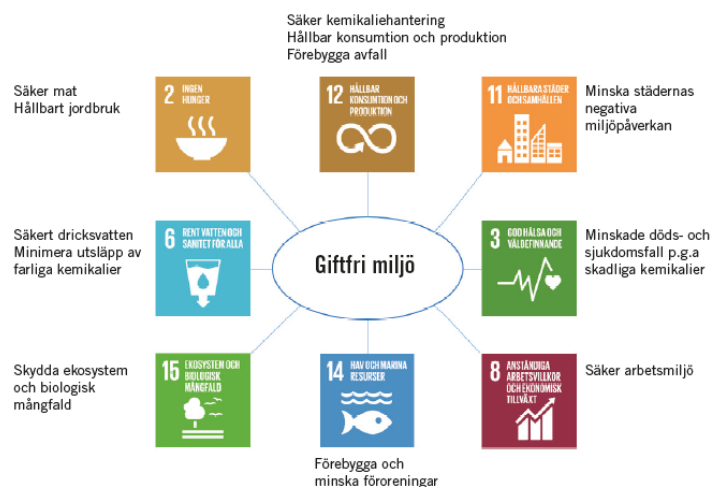 Säker kemikaliehantering
Hållbar konsumtion och produktion
Förebygga avfall
Säker mat
Hållbart jordbruk
2 INGEN
HUNGER
12 HÅLLBAR
KONSUMTION OCH
PRODUKTION
11 HÅLLBARA STÄDER
OCH SAMHÄLLEN
Minska städernas
negativa
miljöpåverkan
Säkert dricksvatten
Minimera utsläpp av
farliga kemikalier
6 RENT VATTEN OCH
SANITET FÖR ALLA
Giftfri miljö
3 GOD HÄLSA OCH
VÄLBEFINNANDE
Minskade döds- och
sjukdomsfall p.g.a
skadliga kemikalier
Skydda ekosystem
och biologisk
mångfald
15 EKOSYSTEM OCH
BIOLOGISK
MÅNGFALD
14 HAV OCH MARINA
RESURSER
8 ANSTÄNDIGA
ARBETSVILLKOR
OCH EKONOMISK
TILLVÄXT
Säker arbetsmiljö
Förebygga och
minska föroreningar